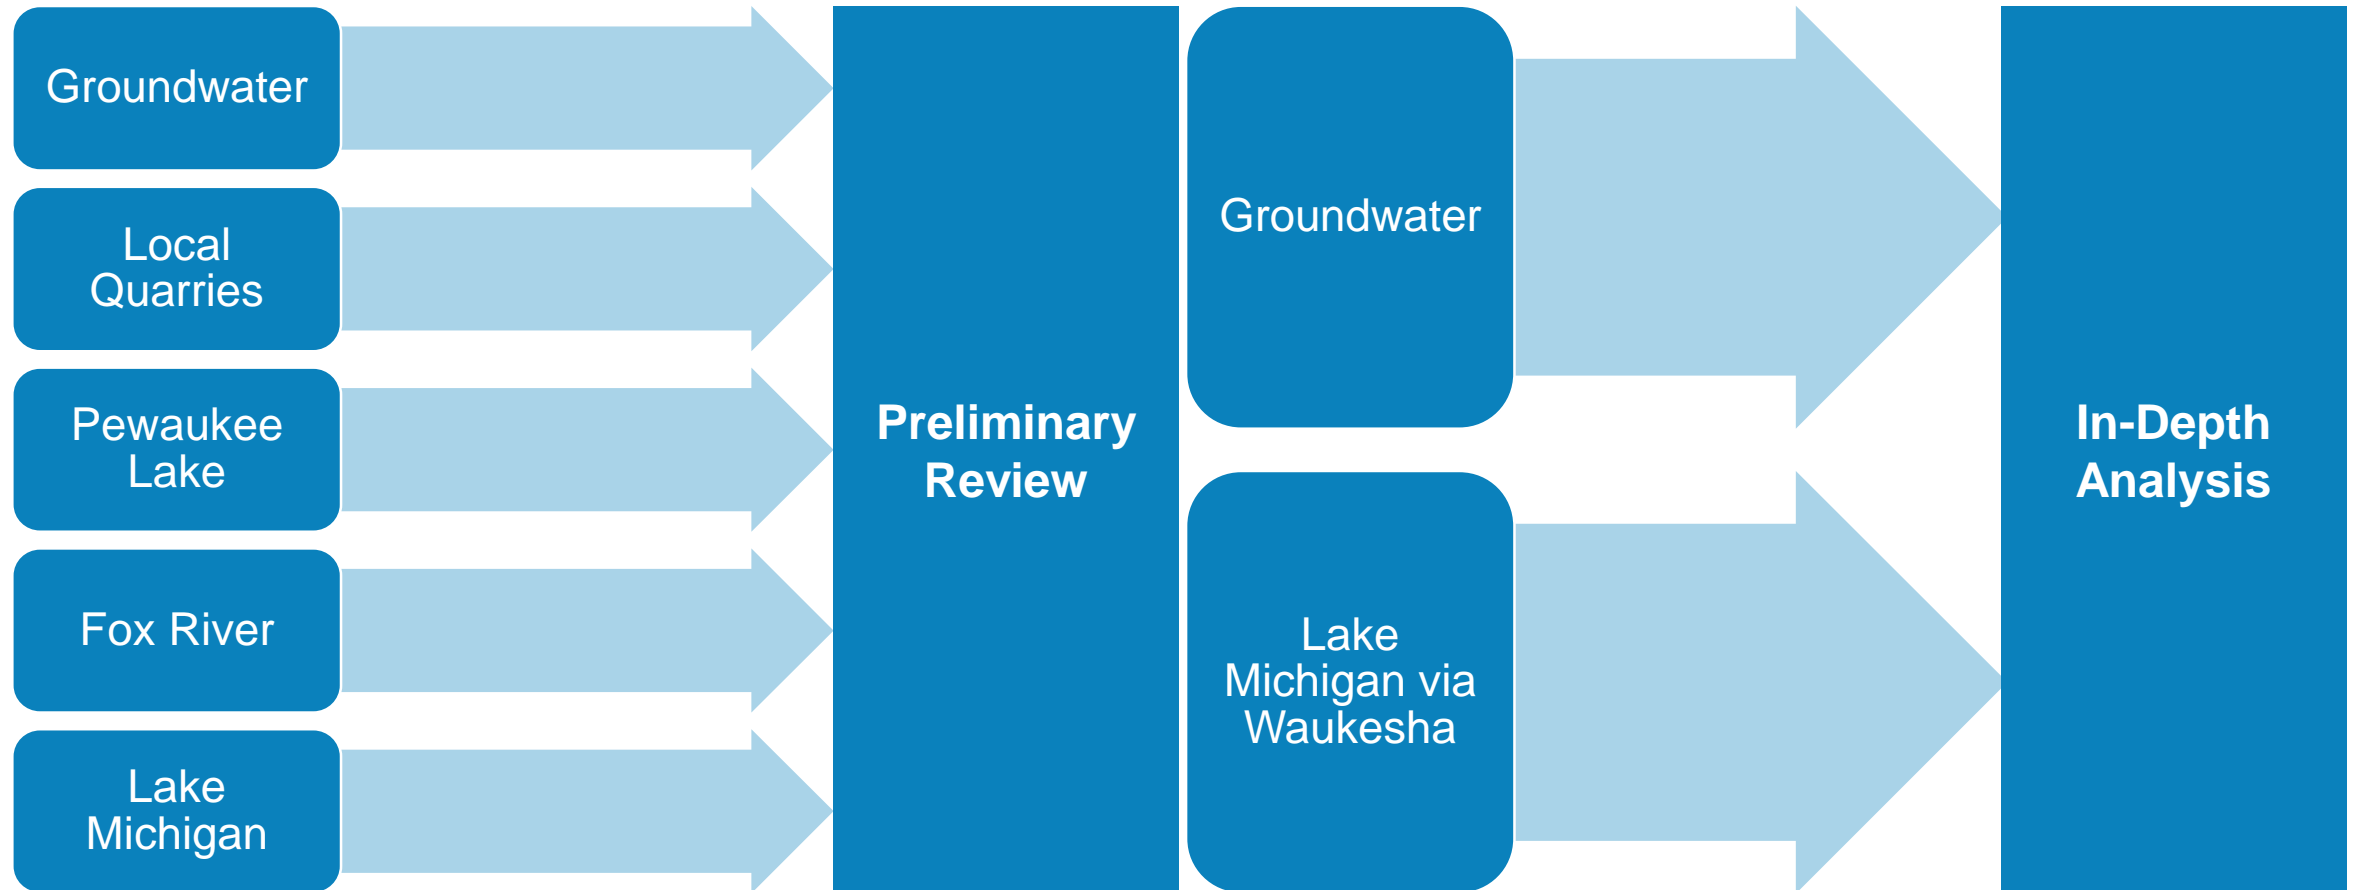 Groundwater
Local
Quarries
Pewaukee
Lake
Fox River
Lake
Michigan
Preliminary
Review
Groundwater
Lake
Michigan via
Waukesha
In-Depth
Analysis